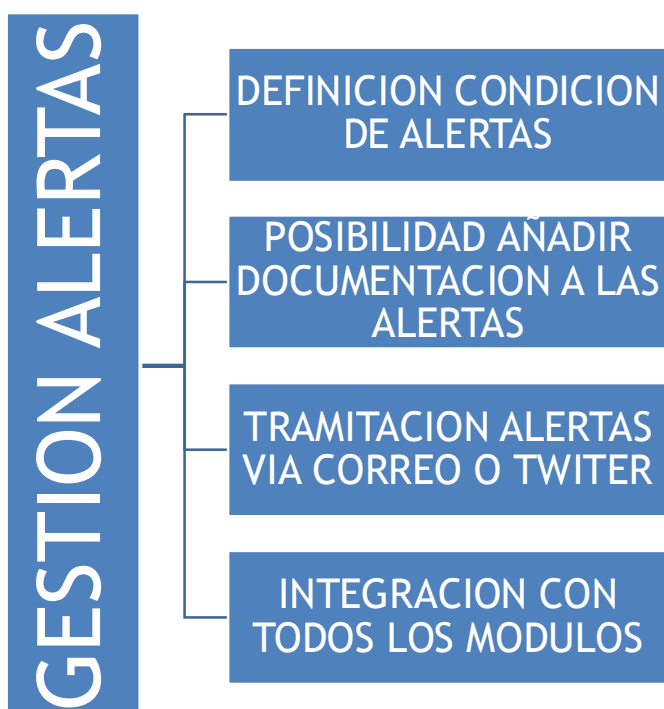 GESTION ALERTAS
DEFINICION CONDICION
DE ALERTAS
POSIBILIDAD AÑADIR
DOCUMENTACION A LAS
ALERTAS
TRAMITACION ALERTAS
VIA CORREO O TWITER
INTEGRACION CON
TODOS LOS MODULOS